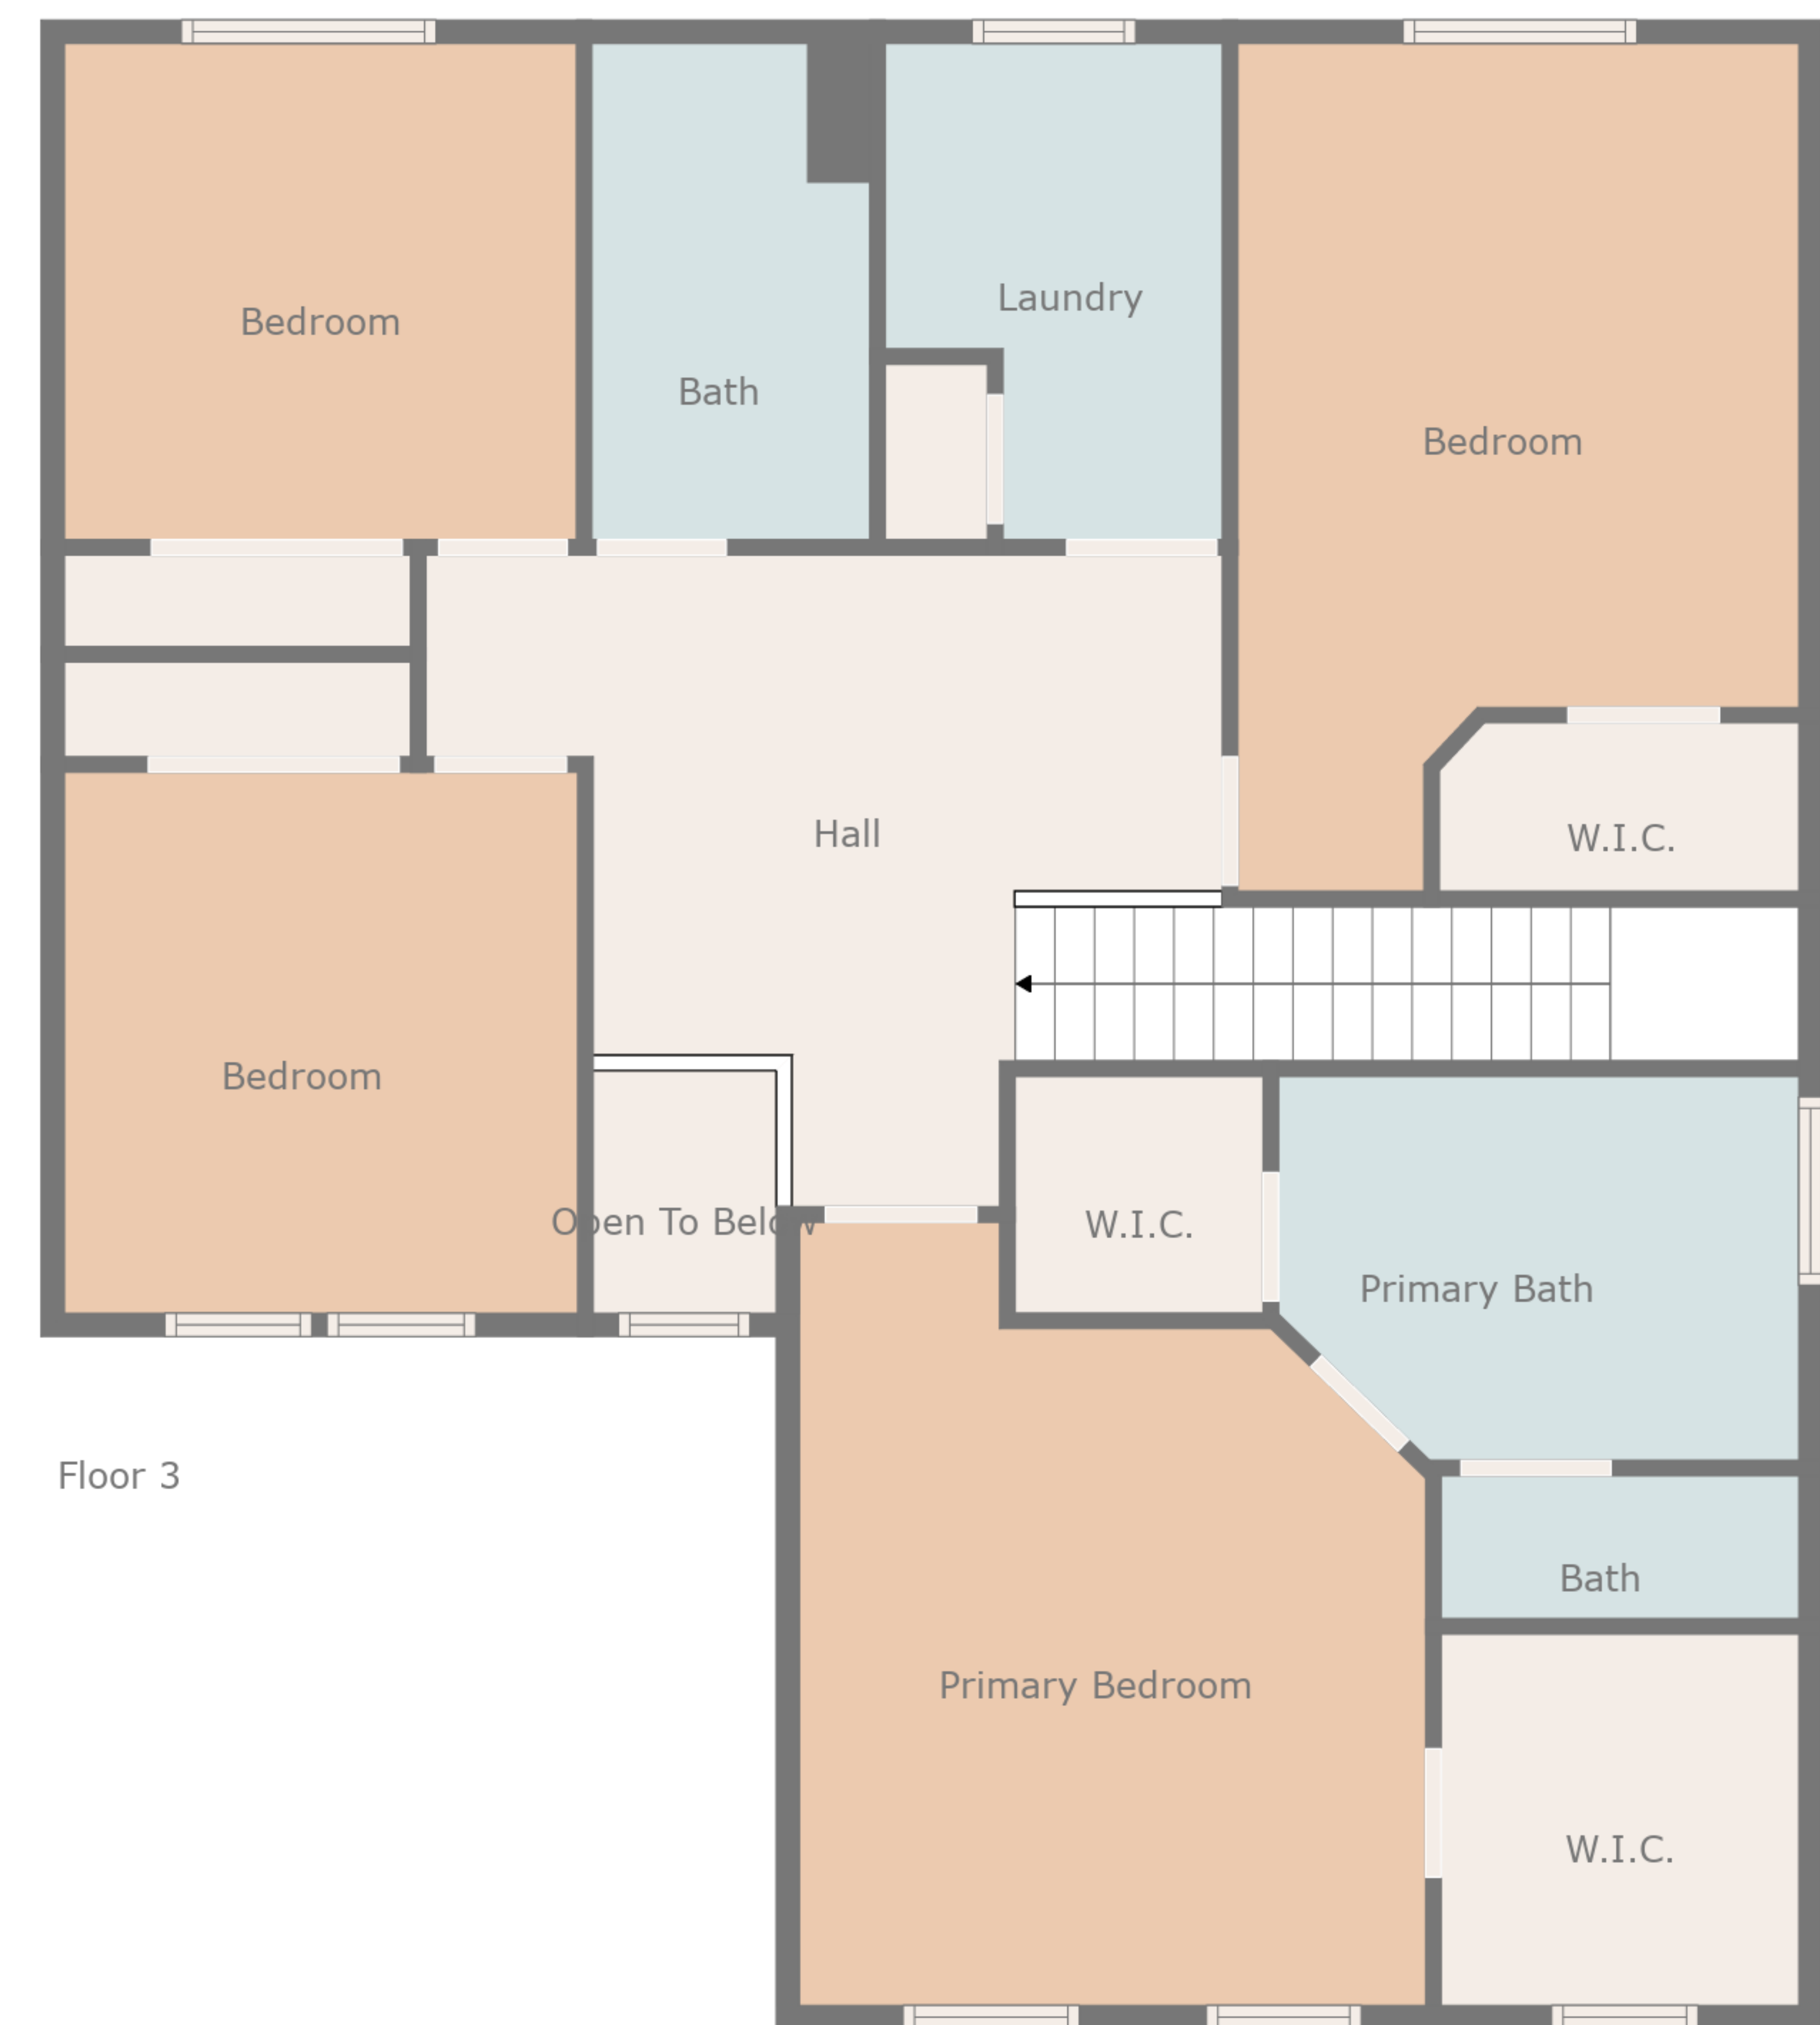 Laundry
Bedroom
Bath
Bedroom
Hall
W.I.C.
Bedroom
Open To Below
W.I.C.
Primary Bath
Floor 3
Bath
Primary Bedroom
W.I.C.